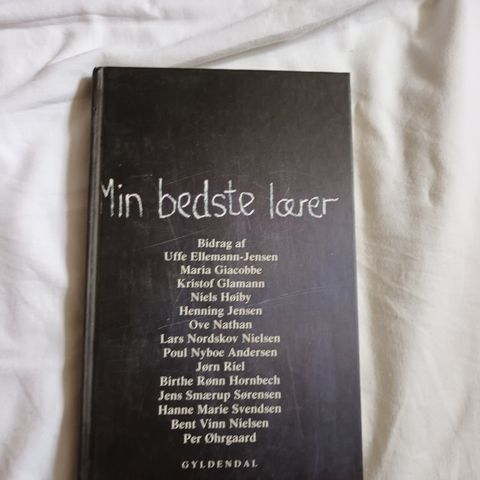 Min bedste lærer
Bidrag af
Uffe Ellemann-Jensen
Maria Giacobbe
Kristof Glamann
Niels Høiby
Henning Jensen
Ove Nathan
Lars Nordskov Nielsen
Poul Nyboe Andersen
Jørn Riel
Birthe Rønn Hornbech
Jens Smærup Sørensen
Hanne Marie Svendsen
Bent Vinn Nielsen
Per Øhrgaard
GYLDENDAL